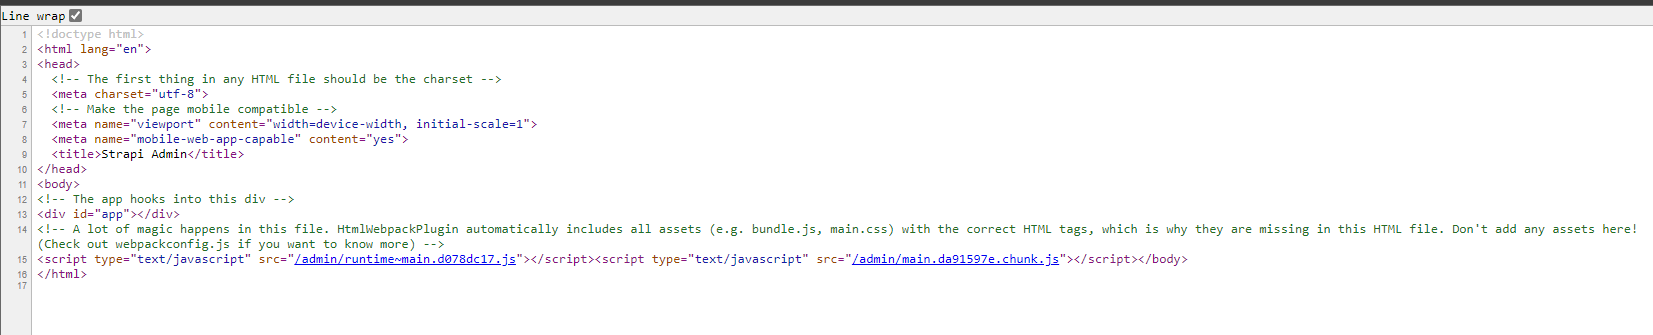 Line wrap
1 <!doctype html>
2 <html lang="en">
3 <head>
4 <!-- The first thing in any HTML file should be the charset -->
5 <meta charset="utf-8">
6 <!-- Make the page mobile compatible -->
7 <meta name="viewport" content="width=device-width, initial-scale=1">
8 <meta name="mobile-web-app-capable" content="yes">
9 <title>Strapi Admin</title>
10 </head>
11 <body>
12 <!-- The app hooks into this div -->
13 <div id="app"></div>
14 <!-- A lot of magic happens in this file. HtmlWebpackPlugin automatically includes all assets (e.g. bundle.js, main.css) with the correct HTML tags, which is why they are missing in this HTML file. Don't add any assets here!
(Check out webpackconfig.js if you want to know more) -->
15 <script type="text/javascript" src="/admin/runtime~main.d078dc17.js"></script><script type="text/javascript" src="/admin/main.da91597e.chunk.js"></script></body>
16 </html>
17